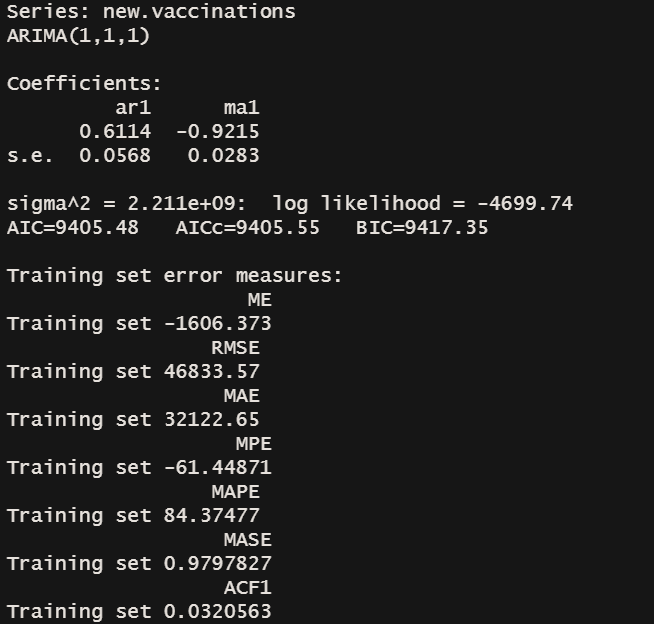 Series: new.vaccinations
ARIMA(1,1,1)
Coefficients:
ar1 ma1
0.6114 -0.9215
s.e. 0.0568 0.0283
sigma^2 = 2.211e+09: log likelihood = -4699.74
AIC=9405.48 AICc=9405.55 BIC=9417.35
Training set error measures:
ME
Training set -1606.373
RMSE
Training set 46833.57
MAE
Training set 32122.65
MPE
Training set -61.44871
MAPE
Training set 84.37477
MASE
Training set 0.9797827
ACF1
Training set 0.0320563